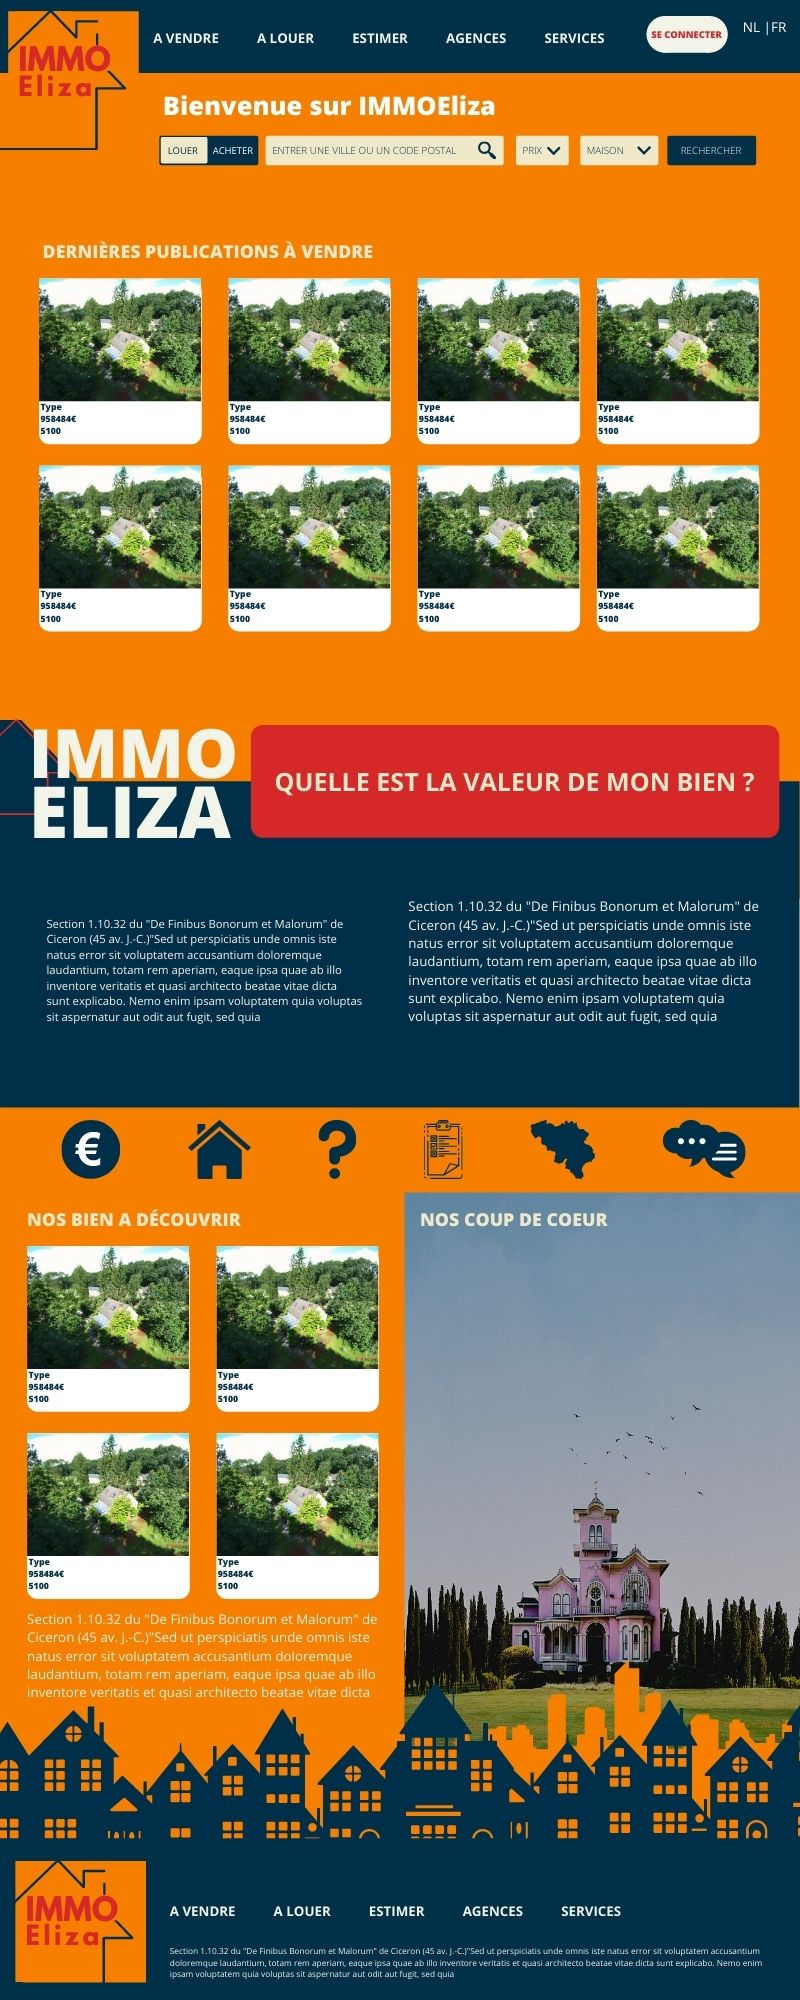 IMMO
Eliza
A VENDRE
A LOUER
ESTIMER
AGENCES
SERVICES
SE CONNECTER
NL |FR
Bienvenue sur IMMOEliza
LOUER
ACHETER
ENTRER UNE VILLE OU UN CODE POSTAL
PRIX
MAISON
RECHERCHER
DERNIÈRES PUBLICATIONS À VENDRE
Type
958484€
5100
Type
958484€
5100
Type
958484€
5100
Type
958484€
5100
Type
958484€
5100
Type
958484€
5100
Type
958484€
5100
Type
958484€
5100
IMMO
ELIZA
QUELLE EST LA VALEUR DE MON BIEN ?
Section 1.10.32 du "De Finibus Bonorum et Malorum" de
Ciceron (45 av. J.-C.)"Sed ut perspiciatis unde omnis iste
natus error sit voluptatem accusantium doloremque
laudantium, totam rem aperiam, eaque ipsa quae ab illo
inventore veritatis et quasi architecto beatae vitae dicta
sunt explicabo. Nemo enim ipsam voluptatem quia voluptas
sit aspernatur aut odit aut fugit, sed quia
Section 1.10.32 du "De Finibus Bonorum et Malorum" de
Ciceron (45 av. J.-C.)"Sed ut perspiciatis unde omnis iste
natus error sit voluptatem accusantium doloremque
laudantium, totam rem aperiam, eaque ipsa quae ab illo
inventore veritatis et quasi architecto beatae vitae dicta
sunt explicabo. Nemo enim ipsam voluptatem quia
voluptas sit aspernatur aut odit aut fugit, sed quia
€
?
NOS BIEN A DÉCOUVRIR
Type
958484€
5100
Type
958484€
5100
Type
958484€
5100
Type
958484€
5100
Section 1.10.32 du "De Finibus Bonorum et Malorum" de
Ciceron (45 av. J.-C.)"Sed ut perspiciatis unde omnis iste
natus error sit voluptatem accusantium doloremque
laudantium, totam rem aperiam, eaque ipsa quae ab illo
inventore veritatis et quasi architecto beatae vitae dicta
NOS COUP DE COEUR
IMMO
Eliza
A VENDRE
A LOUER
ESTIMER
AGENCES
SERVICES
Section 1.10.32 du "De Finibus Bonorum et Malorum" de Ciceron (45 av. J.-C.)"Sed ut perspiciatis unde omnis iste natus error sit voluptatem accusantium
doloremque laudantium, totam rem aperiam, eaque ipsa quae ab illo inventore veritatis et quasi architecto beatae vitae dicta sunt explicabo. Nemo enim
ipsam voluptatem quia voluptas sit aspernatur aut odit aut fugit, sed quia